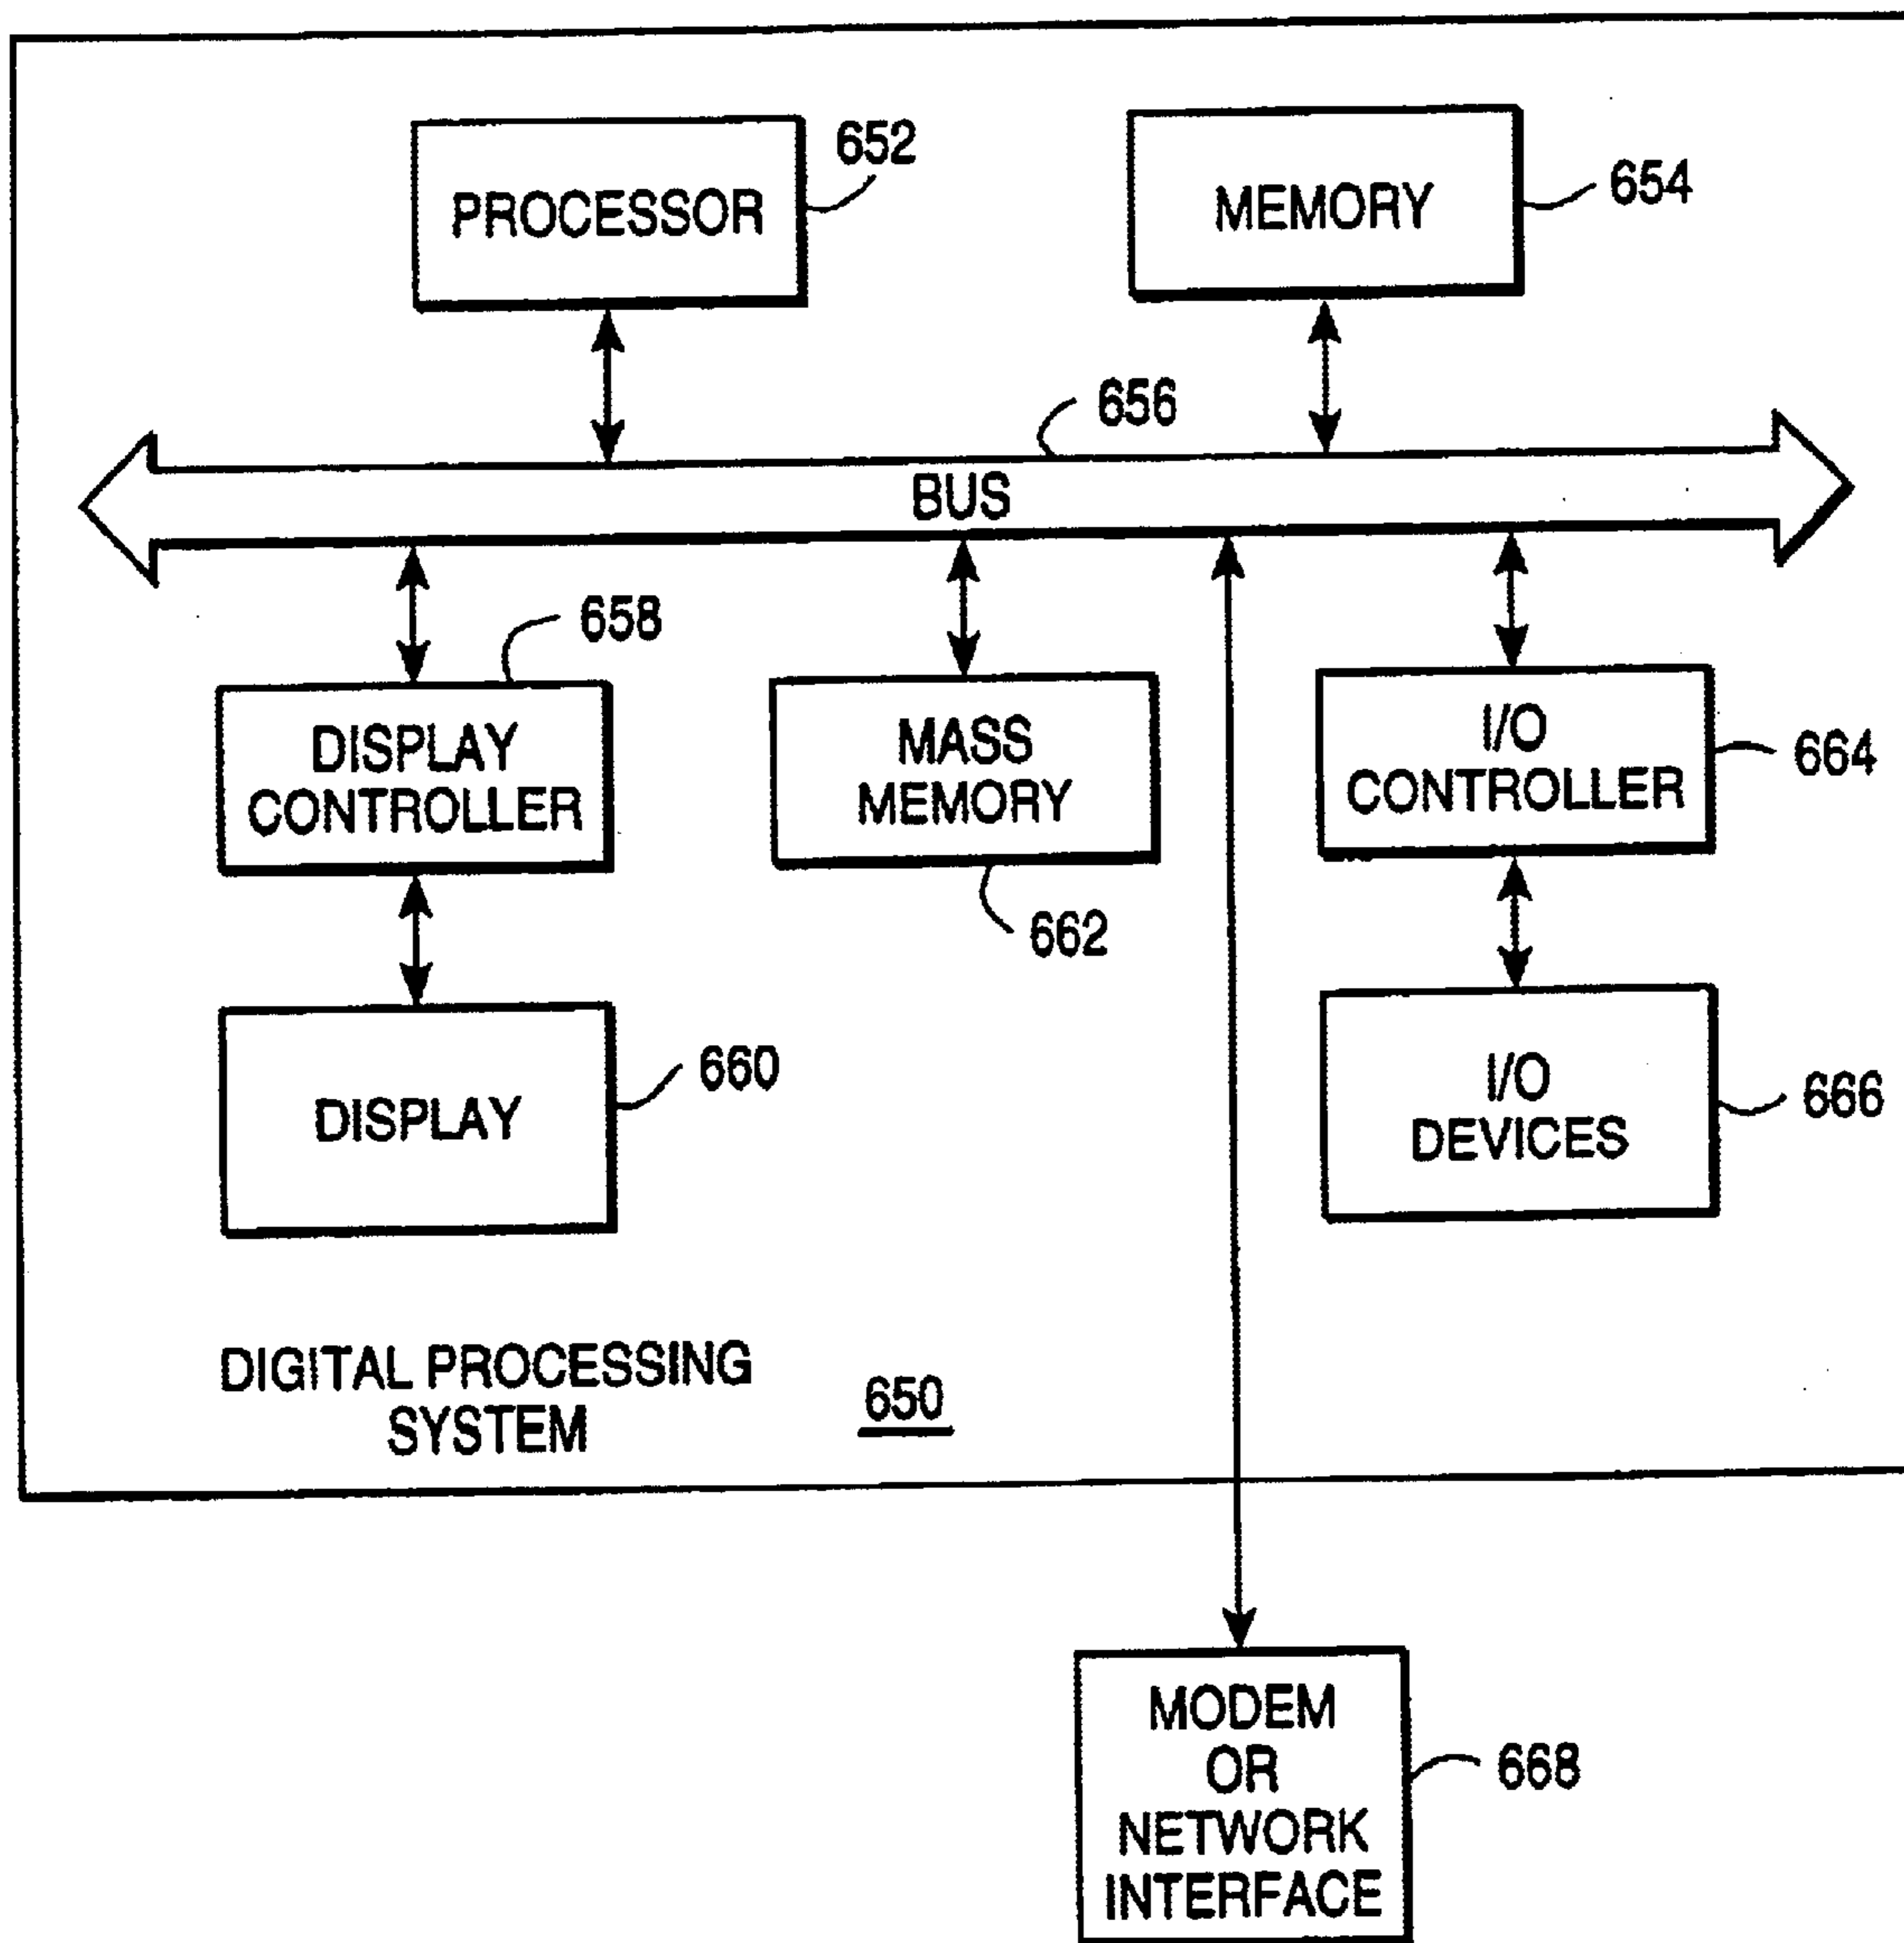 652
PROCESSOR
654
MEMORY
656
BUS
658
DISPLAY
CONTROLLER
MASS
MEMORY
662
I/O
CONTROLLER
664
DISPLAY
660
I/O
DEVICES
666
DIGITAL PROCESSING
SYSTEM
650
MODEM
OR
NETWORK
INTERFACE
668